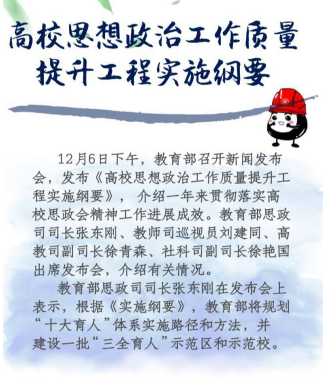 高校思想政治工作质量
提升工程实施纲要
12月6日下午，教育部召开新闻发布
会，发布《高校思想政治工作质量提升工
程实施纲要》，介绍一年来贯彻落实高
校思政会精神工作进展成效。教育部思政
司司长张东刚、教师司巡视员刘建同、高
教司副司长徐青森、社科司副司长徐艳国
出席发布会，介绍有关情况。
教育部思政司司长张东刚在发布会上
表示，根据《实施纲要》，教育部将规划
“十大育人”体系实施路径和方法，并
建设一批“三全育人”示范区和示范校。